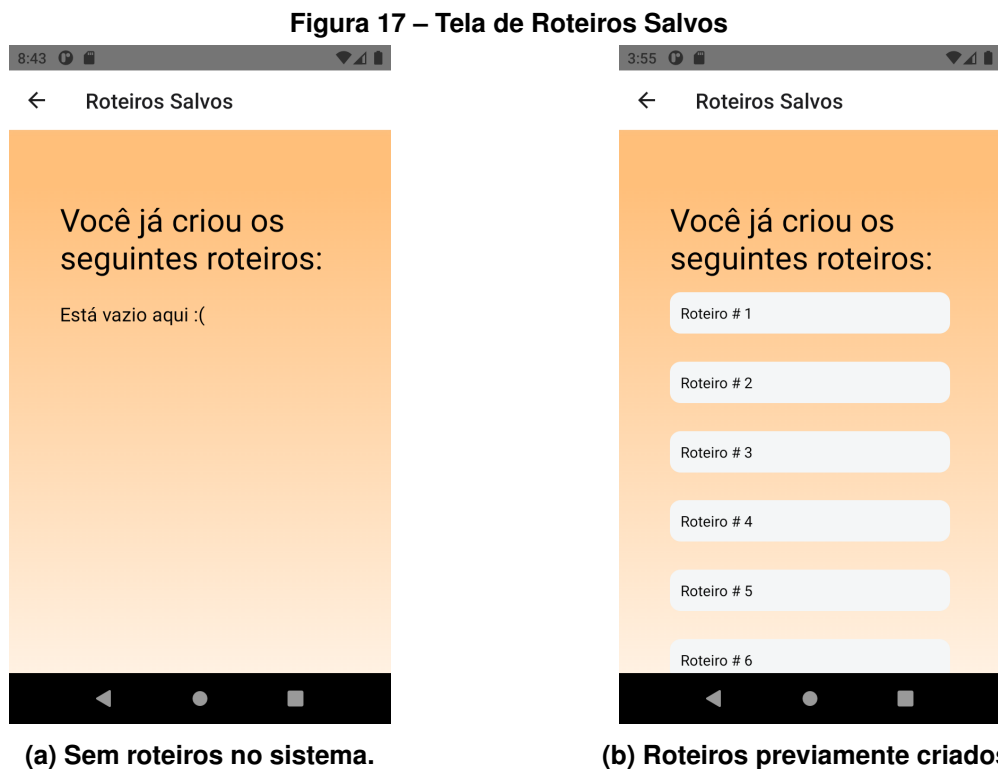 Figura 17 – Tela de Roteiros Salvos
8:43
Roteiros Salvos
Você já criou os
seguintes roteiros:
Está vazio aqui :(
(a) Sem roteiros no sistema.
3:55
Roteiros Salvos
Você já criou os
seguintes roteiros:
Roteiro # 1
Roteiro # 2
Roteiro # 3
Roteiro # 4
Roteiro # 5
Roteiro # 6
(b) Roteiros previamente criados